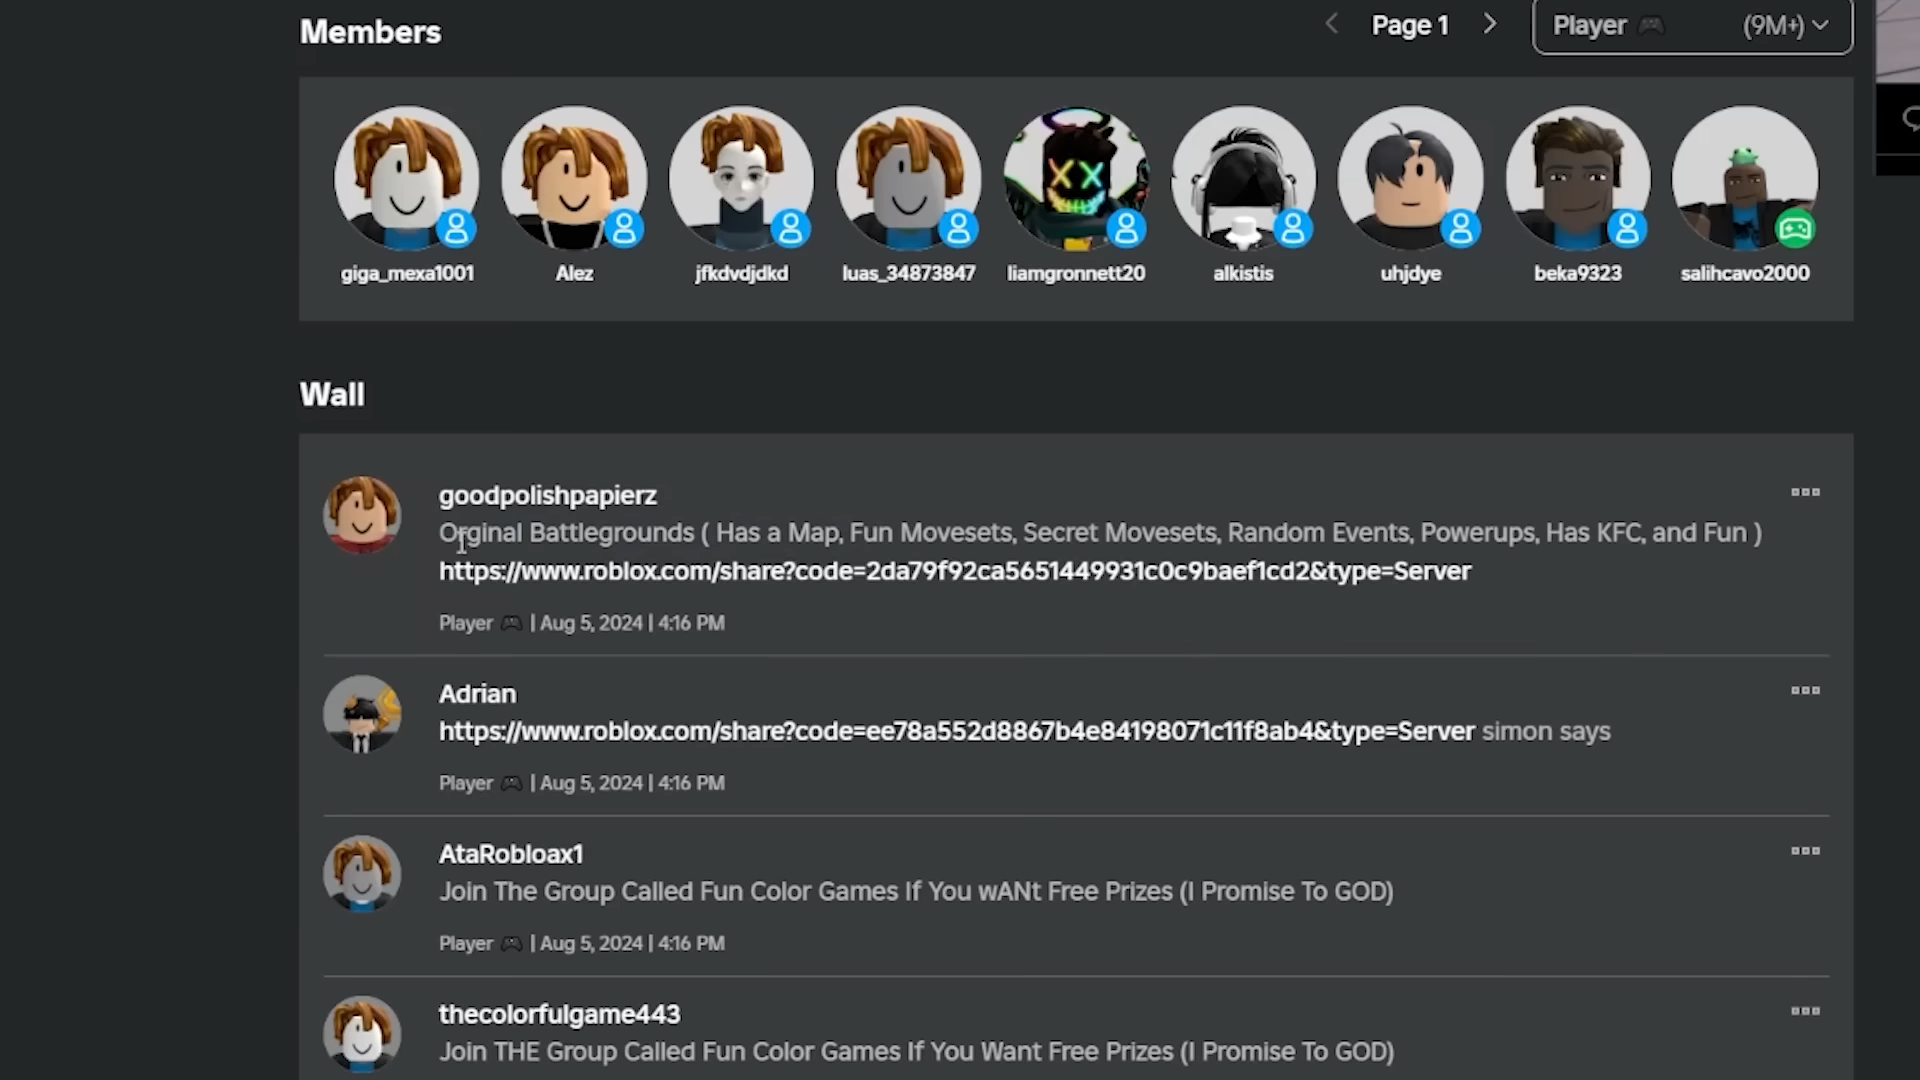 Members
Page 1
Player (9M+)
giga_mexa1001
Alez
jfkdvdjdkd
luas_34873847
liamgronnett20
alkistis
uhjdye
beka9323
salihcavo2000
Wall
goodpolishpapierz
Orginal Battlegrounds ( Has a Map, Fun Movesets, Secret Movesets, Random Events, Powerups, Has KFC, and Fun )
https://www.roblox.com/share?code=2da79f92ca5651449931c0c9baef1cd2&type=Server
Player | Aug 5, 2024 | 4:16 PM
Adrian
https://www.roblox.com/share?code=ee78a552d8867b4e84198071c11f8ab4&type=Server simon says
Player | Aug 5, 2024 | 4:16 PM
AtaRobloax1
Join The Group Called Fun Color Games If You wANt Free Prizes (I Promise To GOD)
Player | Aug 5, 2024 | 4:16 PM
thecolorfulgame443
Join THE Group Called Fun Color Games If You Want Free Prizes (I Promise To GOD)